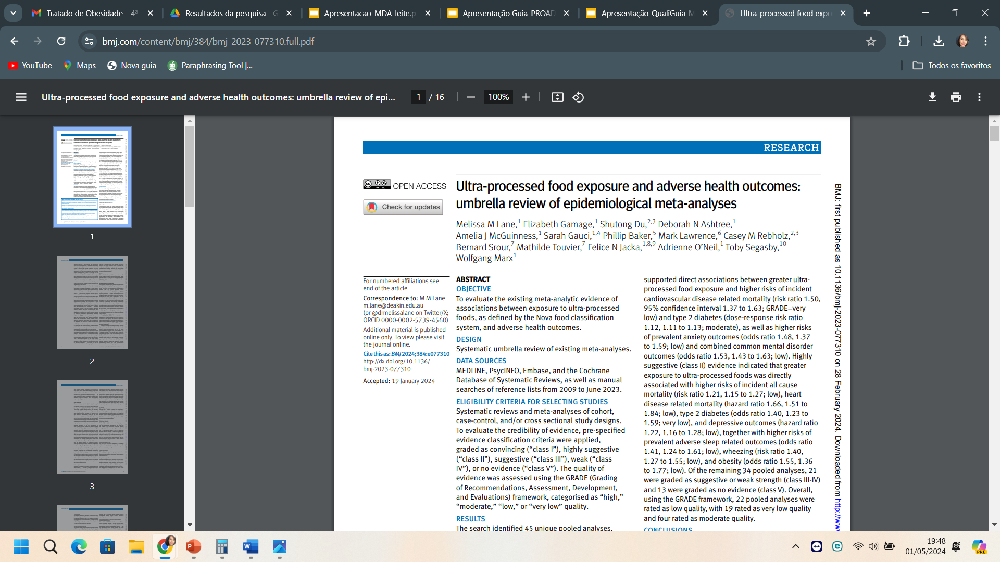 Tratado de Obesidade – 4ª
Resultados da pesquisa - G
Apresentacao_MDA_leite.p
Apresentação Guia_PROAD
Apresentação-QualiGuia-M
Ultra-processed food expo
bmj.com/content/bmj/384/bmj-2023-077310.full.pdf
YouTube
Maps
Nova guia
Paraphrasing Tool |...
Todos os favoritos
Ultra-processed food exposure and adverse health outcomes: umbrella review of epi...
1 / 16
100%
1
2
3
RESEARCH
OPEN ACCESS
Check for updates
Ultra-processed food exposure and adverse health outcomes:
umbrella review of epidemiological meta-analyses
Melissa M Lane,1 Elizabeth Gamage,1 Shutong Du,2,3 Deborah N Ashtree,1
Amelia J McGuinness,1 Sarah Gauci,1,4 Phillip Baker,5 Mark Lawrence,6 Casey M Rebholz,2,3
Bernard Srour,7 Mathilde Touvier,7 Felice N Jacka,1,8,9 Adrienne O’Neil,1 Toby Segasby,10
Wolfgang Marx1
For numbered affiliations see
end of the article
Correspondence to: M M Lane
m.lane@deakin.edu.au
(or @drmelissalane on Twitter/X;
ORCID 0000-0002-5739-4560)
Additional material is published
online only. To view please visit
the journal online.
Cite this as: BMJ 2024;384:e077310
http://dx.doi.org/10.1136/
bmj-2023-077310
Accepted: 19 January 2024
ABSTRACT
OBJECTIVE
To evaluate the existing meta-analytic evidence of
associations between exposure to ultra-processed
foods, as defined by the Nova food classification
system, and adverse health outcomes.
DESIGN
Systematic umbrella review of existing meta-analyses.
DATA SOURCES
MEDLINE, PsycINFO, Embase, and the Cochrane
Database of Systematic Reviews, as well as manual
searches of reference lists from 2009 to June 2023.
ELIGIBILITY CRITERIA FOR SELECTING STUDIES
Systematic reviews and meta-analyses of cohort,
case-control, and/or cross sectional study designs.
To evaluate the credibility of evidence, pre-specified
evidence classification criteria were applied,
graded as convincing (“class I”), highly suggestive
(“class II”), suggestive (“class III”), weak (“class
IV”), or no evidence (“class V”). The quality of
evidence was assessed using the GRADE (Grading
of Recommendations, Assessment, Development,
and Evaluations) framework, categorised as “high,”
“moderate,” “low,” or “very low” quality.
RESULTS
The search identified 45 unique pooled analyses,
supported direct associations between greater ultra-
processed food exposure and higher risks of incident
cardiovascular disease related mortality (risk ratio 1.50,
95% confidence interval 1.37 to 1.63; GRADE=very
low) and type 2 diabetes (dose-response risk ratio
1.12, 1.11 to 1.13; moderate), as well as higher risks
of prevalent anxiety outcomes (odds ratio 1.48, 1.37
to 1.59; low) and combined common mental disorder
outcomes (odds ratio 1.53, 1.43 to 1.63; low). Highly
suggestive (class II) evidence indicated that greater
exposure to ultra-processed foods was directly
associated with higher risks of incident all cause
mortality (risk ratio 1.21, 1.15 to 1.27; low), heart
disease related mortality (hazard ratio 1.66, 1.51 to
1.84; low), type 2 diabetes (odds ratio 1.40, 1.23 to
1.59; very low), and depressive outcomes (hazard ratio
1.22, 1.16 to 1.28; low), together with higher risks of
prevalent adverse sleep related outcomes (odds ratio
1.41, 1.24 to 1.61; low), wheezing (risk ratio 1.40,
1.27 to 1.55; low), and obesity (odds ratio 1.55, 1.36
to 1.77; low). Of the remaining 34 pooled analyses, 21
were graded as suggestive or weak strength (class III-IV)
and 13 were graded as no evidence (class V). Overall,
using the GRADE framework, 22 pooled analyses were
rated as low quality, with 19 rated as very low quality
and four rated as moderate quality.
CONCLUSIONS
BMJ: first published as 10.1136/bmj-2023-077310 on 28 February 2024. Downloaded from http://ww
19:48
01/05/2024
PRE